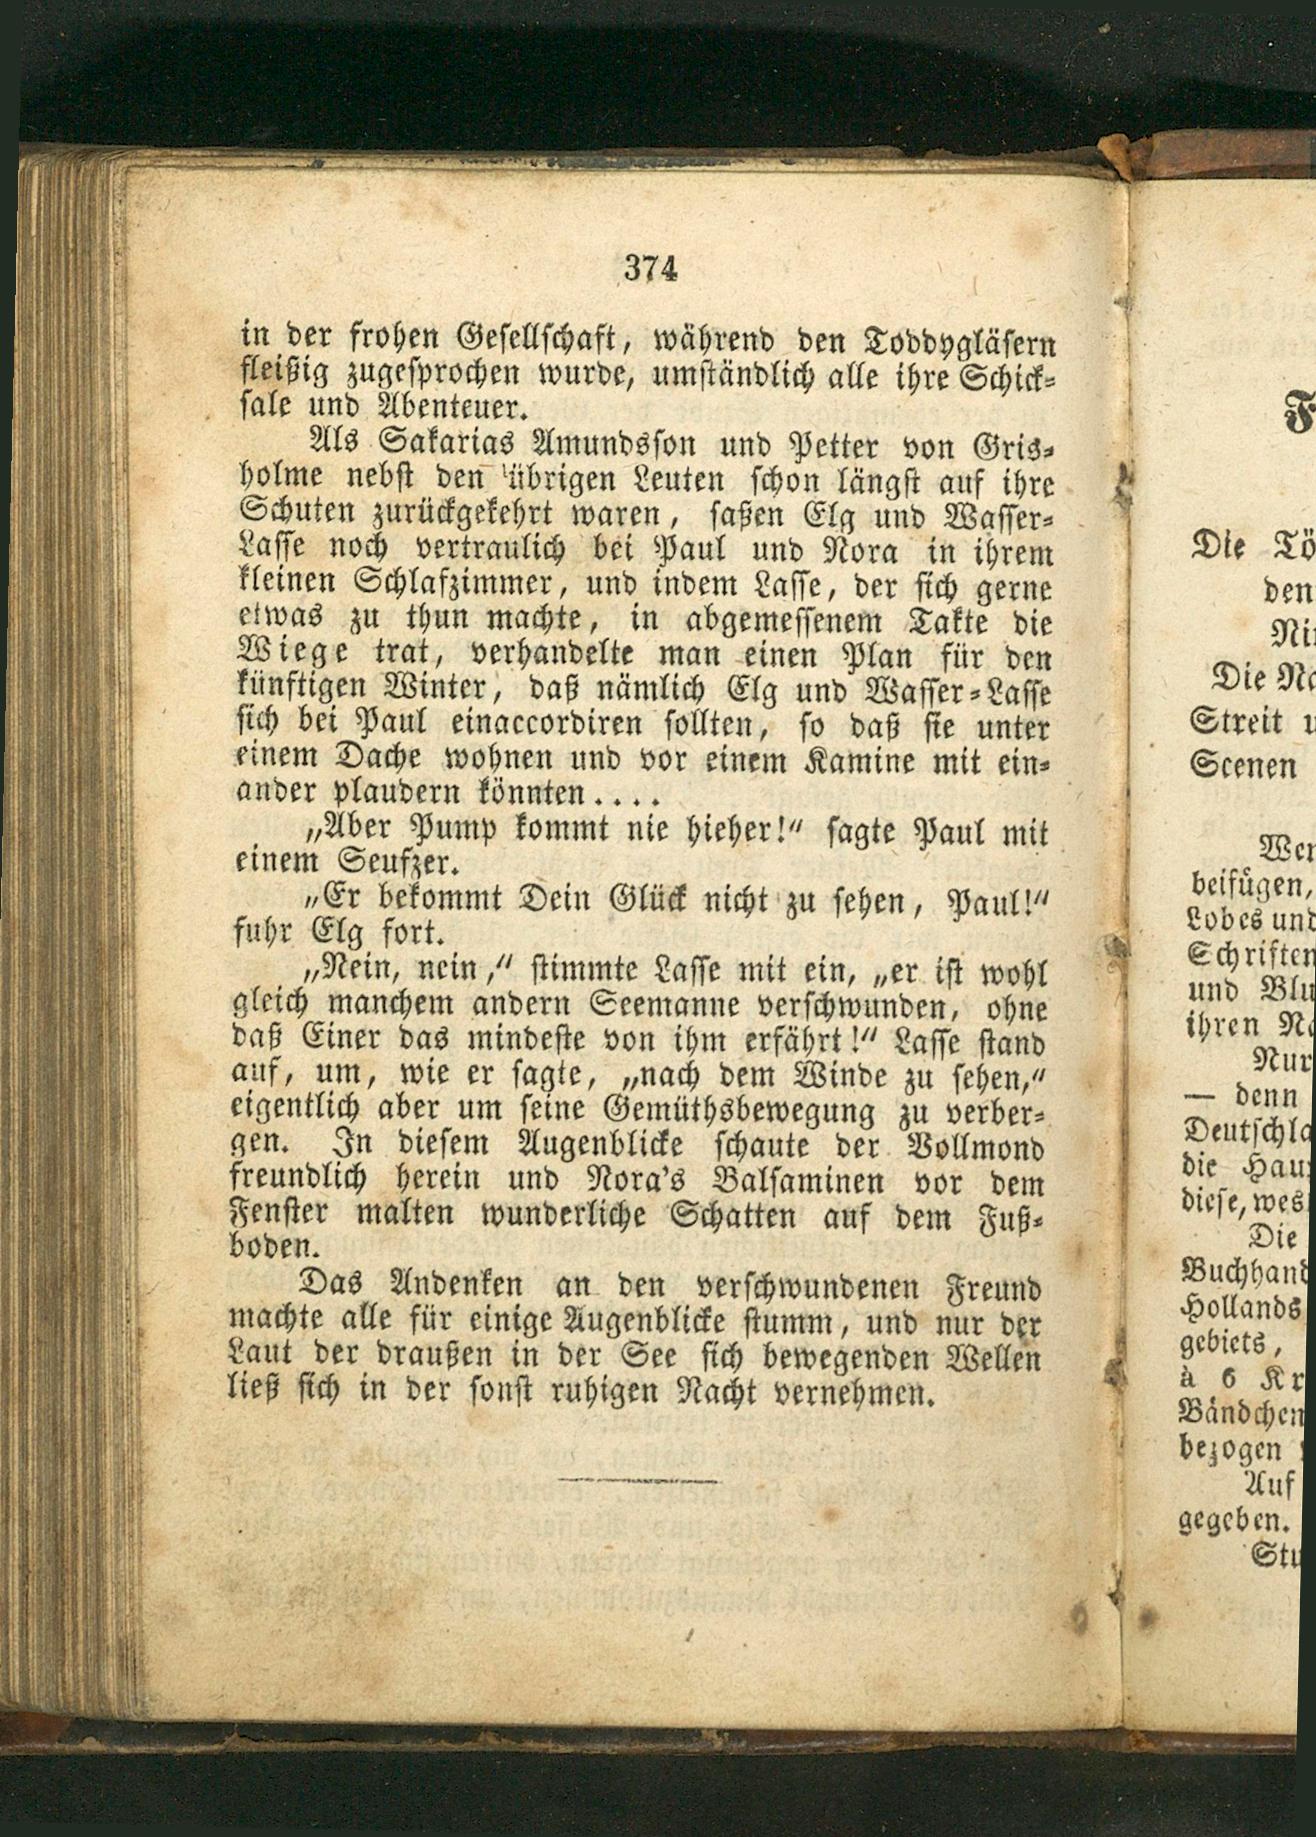 374
in der frohen Gesellschaft, während den Toddygläsern
fleißig zugesprochen wurde, umständlich alle ihre Schick-
sale und Abenteuer.
Als Sakarias Amundsson und Petter von Gris-
holme nebst den übrigen Leuten schon längst auf ihre
Schuten zurückgekehrt waren, saßen Elg und Wasser-
Lasse noch vertraulich bei Paul und Nora in ihrem
kleinen Schlafzimmer, und indem Lasse, der sich gerne
etwas zu thun machte, in abgemessenem Takte die
Wiege trat, verhandelte man einen Plan für den
künftigen Winter, daß nämlich Elg und Wasser-Lasse
sich bei Paul einaccordiren sollten, so daß sie unter
einem Dache wohnen und vor einem Kamine mit ein-
ander plaudern könnten....
„Aber Pump kommt nie hieher!“ sagte Paul mit
einem Seufzer.
„Er bekommt Dein Glück nicht zu sehen, Paul!“
fuhr Elg fort.
„Nein, nein,“ stimmte Lasse mit ein, „er ist wohl
gleich manchem andern Seemanne verschwunden, ohne
daß Einer das mindeste von ihm erfährt!“ Lasse stand
auf, um, wie er sagte, „nach dem Winde zu sehen,“
eigentlich aber um seine Gemüthsbewegung zu verber-
gen. In diesem Augenblicke schaute der Vollmond
freundlich herein und Nora's Balsaminen vor dem
Fenster malten wunderliche Schatten auf dem Fuß-
boden.
Das Andenken an den verschwundenen Freund
machte alle für einige Augenblicke stumm, und nur der
Laut der draußen in der See sich bewegenden Wellen
ließ sich in der sonst ruhigen Nacht vernehmen.
Die
den
Die
Streit
Scenen
beifügen,
Lobes und
Schriften
und
ihren
Nur
— denn
die
diese, wes
Die
Hollands
gebiets,
à 6 Kr
Bändchen
bezogen
Auf
gegeben.